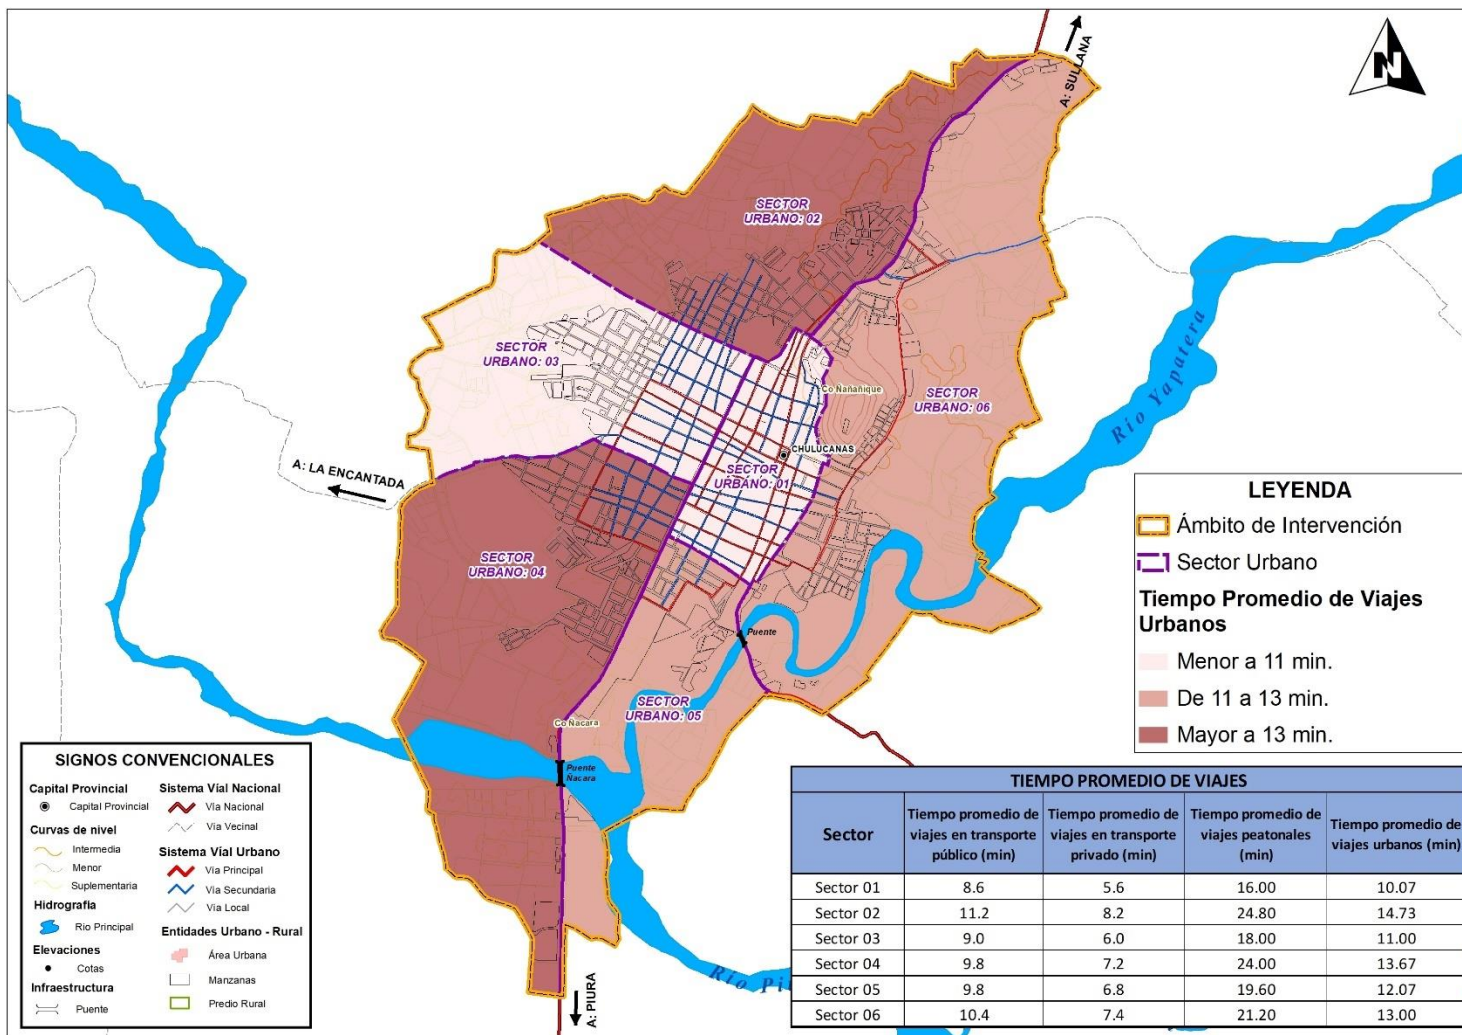 A: SULLANA
N
SECTOR
URBANO: 02
SECTOR
URBANO: 03
Co Ñañañique
SECTOR
URBANO: 06
Río Yapatera
CHULUCANAS
A: LA ENCANTADA
SECTOR
URBANO: 01
SECTOR
URBANO: 04
Puente
SECTOR
URBANO: 05
Co Ñacara
Puente
Ñacara
A: PIURA
Río Pi
LEYENDA
Ámbito de Intervención
Sector Urbano
Tiempo Promedio de Viajes
Urbanos
Menor a 11 min.
De 11 a 13 min.
Mayor a 13 min.
SIGNOS CONVENCIONALES
Capital Provincial
Capital Provincial
Curvas de nivel
Intermedia
Menor
Suplementaria
Hidrografía
Rio Principal
Elevaciones
Cotas
Infraestructura
Puente
Sistema Víal Nacional
Vía Nacional
Vía Vecinal
Sistema Víal Urbano
Vía Principal
Vía Secundaria
Vía Local
Entidades Urbano - Rural
Área Urbana
Manzanas
Predio Rural
TIEMPO PROMEDIO DE VIAJES
Sector Tiempo promedio de viajes en transporte público (min) Tiempo promedio de viajes en transporte privado (min) Tiempo promedio de viajes peatonales (min) Tiempo promedio de viajes urbanos (min)
Sector 01 8.6 5.6 16.00 10.07
Sector 02 11.2 8.2 24.80 14.73
Sector 03 9.0 6.0 18.00 11.00
Sector 04 9.8 7.2 24.00 13.67
Sector 05 9.8 6.8 19.60 12.07
Sector 06 10.4 7.4 21.20 13.00